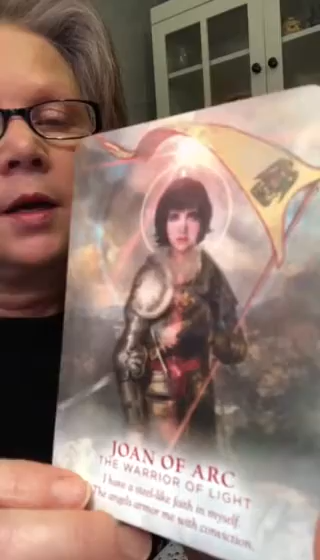 JOAN OF ARC
THE WARRIOR OF LIGHT
I have a steel-like faith in myself.
The angels armor me with conviction.